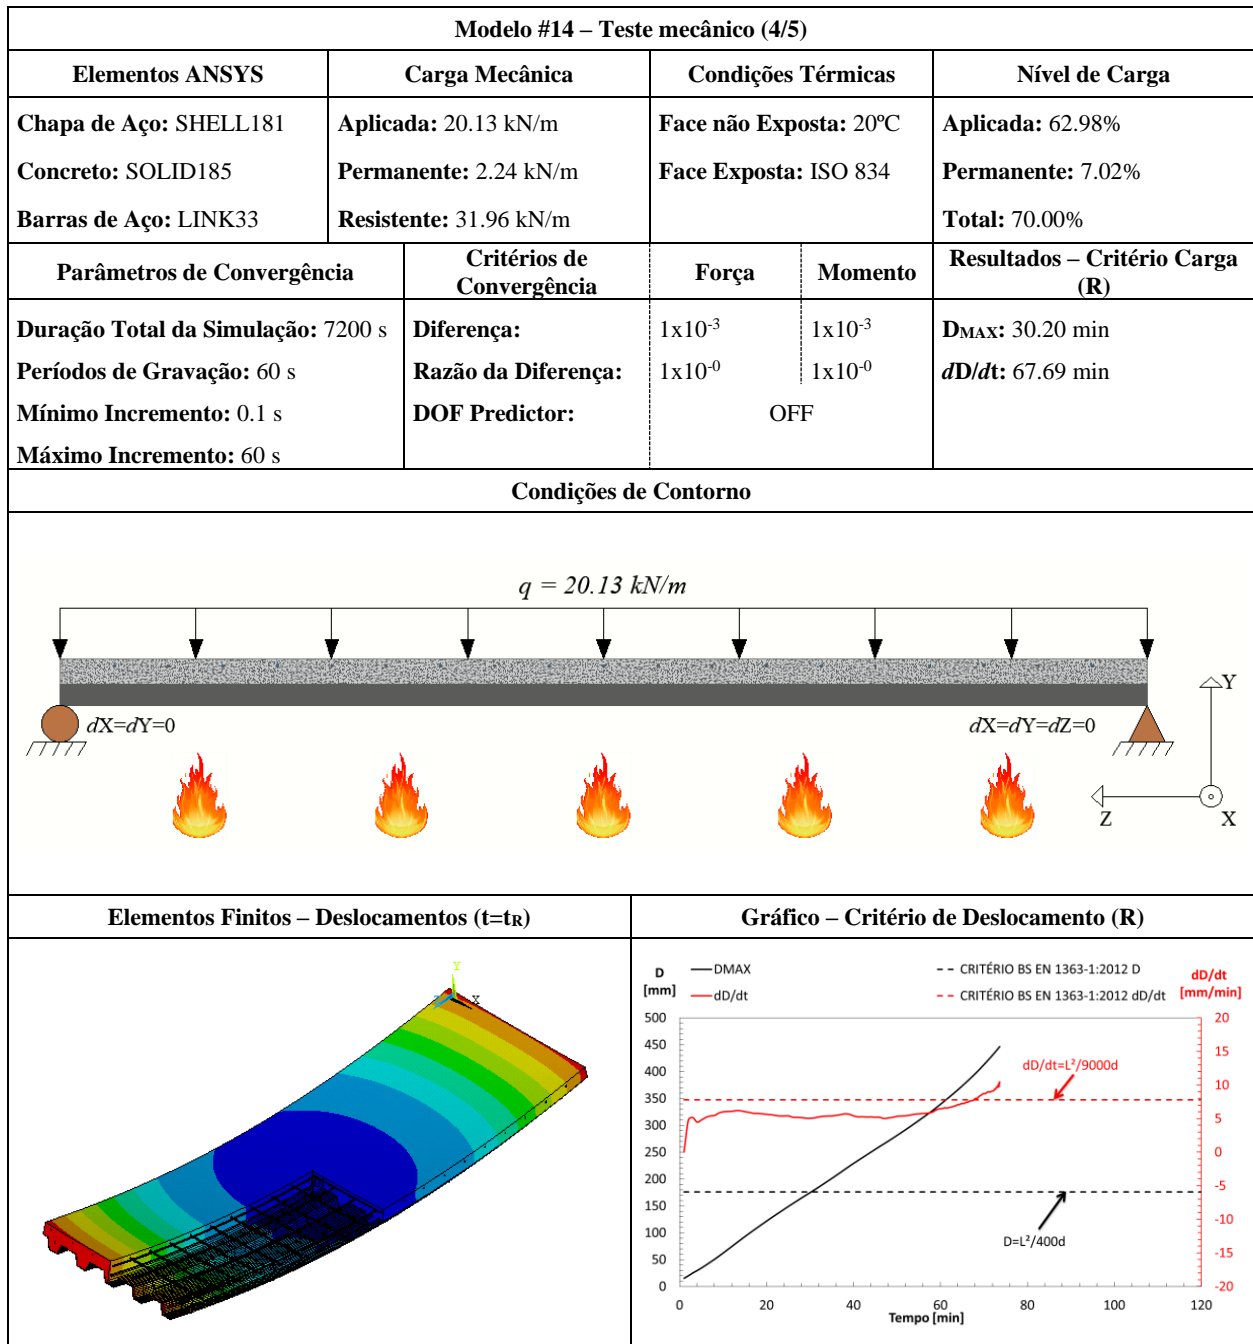 Modelo #14 – Teste mecânico (4/5)
Elementos ANSYS
Carga Mecânica
Condições Térmicas
Nível de Carga
Chapa de Aço: SHELL181
Concreto: SOLID185
Barras de Aço: LINK33
Aplicada: 20.13 kN/m
Permanente: 2.24 kN/m
Resistente: 31.96 kN/m
Face não Exposta: 20ºC
Face Exposta: ISO 834
Aplicada: 62.98%
Permanente: 7.02%
Total: 70.00%
Parâmetros de Convergência
Critérios de
Convergência
Força
Momento
Resultados – Critério Carga
(R)
Duração Total da Simulação: 7200 s
Períodos de Gravação: 60 s
Mínimo Incremento: 0.1 s
Máximo Incremento: 60 s
Diferença: 1x10⁻³ 1x10⁻³
Razão da Diferença: 1x10⁻⁰ 1x10⁻⁰
DOF Predictor: OFF
DMAX: 30.20 min
dD/dt: 67.69 min
Condições de Contorno
q = 20.13 kN/m
dX=dY=0
dX=dY=dZ=0
Y
Z
X
Elementos Finitos – Deslocamentos (t=tR)
Gráfico – Critério de Deslocamento (R)
Y
X
D
[mm]
DMAX
dD/dt
CRITÉRIO BS EN 1363-1:2012 D
CRITÉRIO BS EN 1363-1:2012 dD/dt
dD/dt
[mm/min]
500
450
400
350
300
250
200
150
100
50
0
20
15
10
5
0
-5
-10
-15
-20
dD/dt=L²/9000d
D=L²/400d
0 20 40 60 80 100 120
Tempo [min]